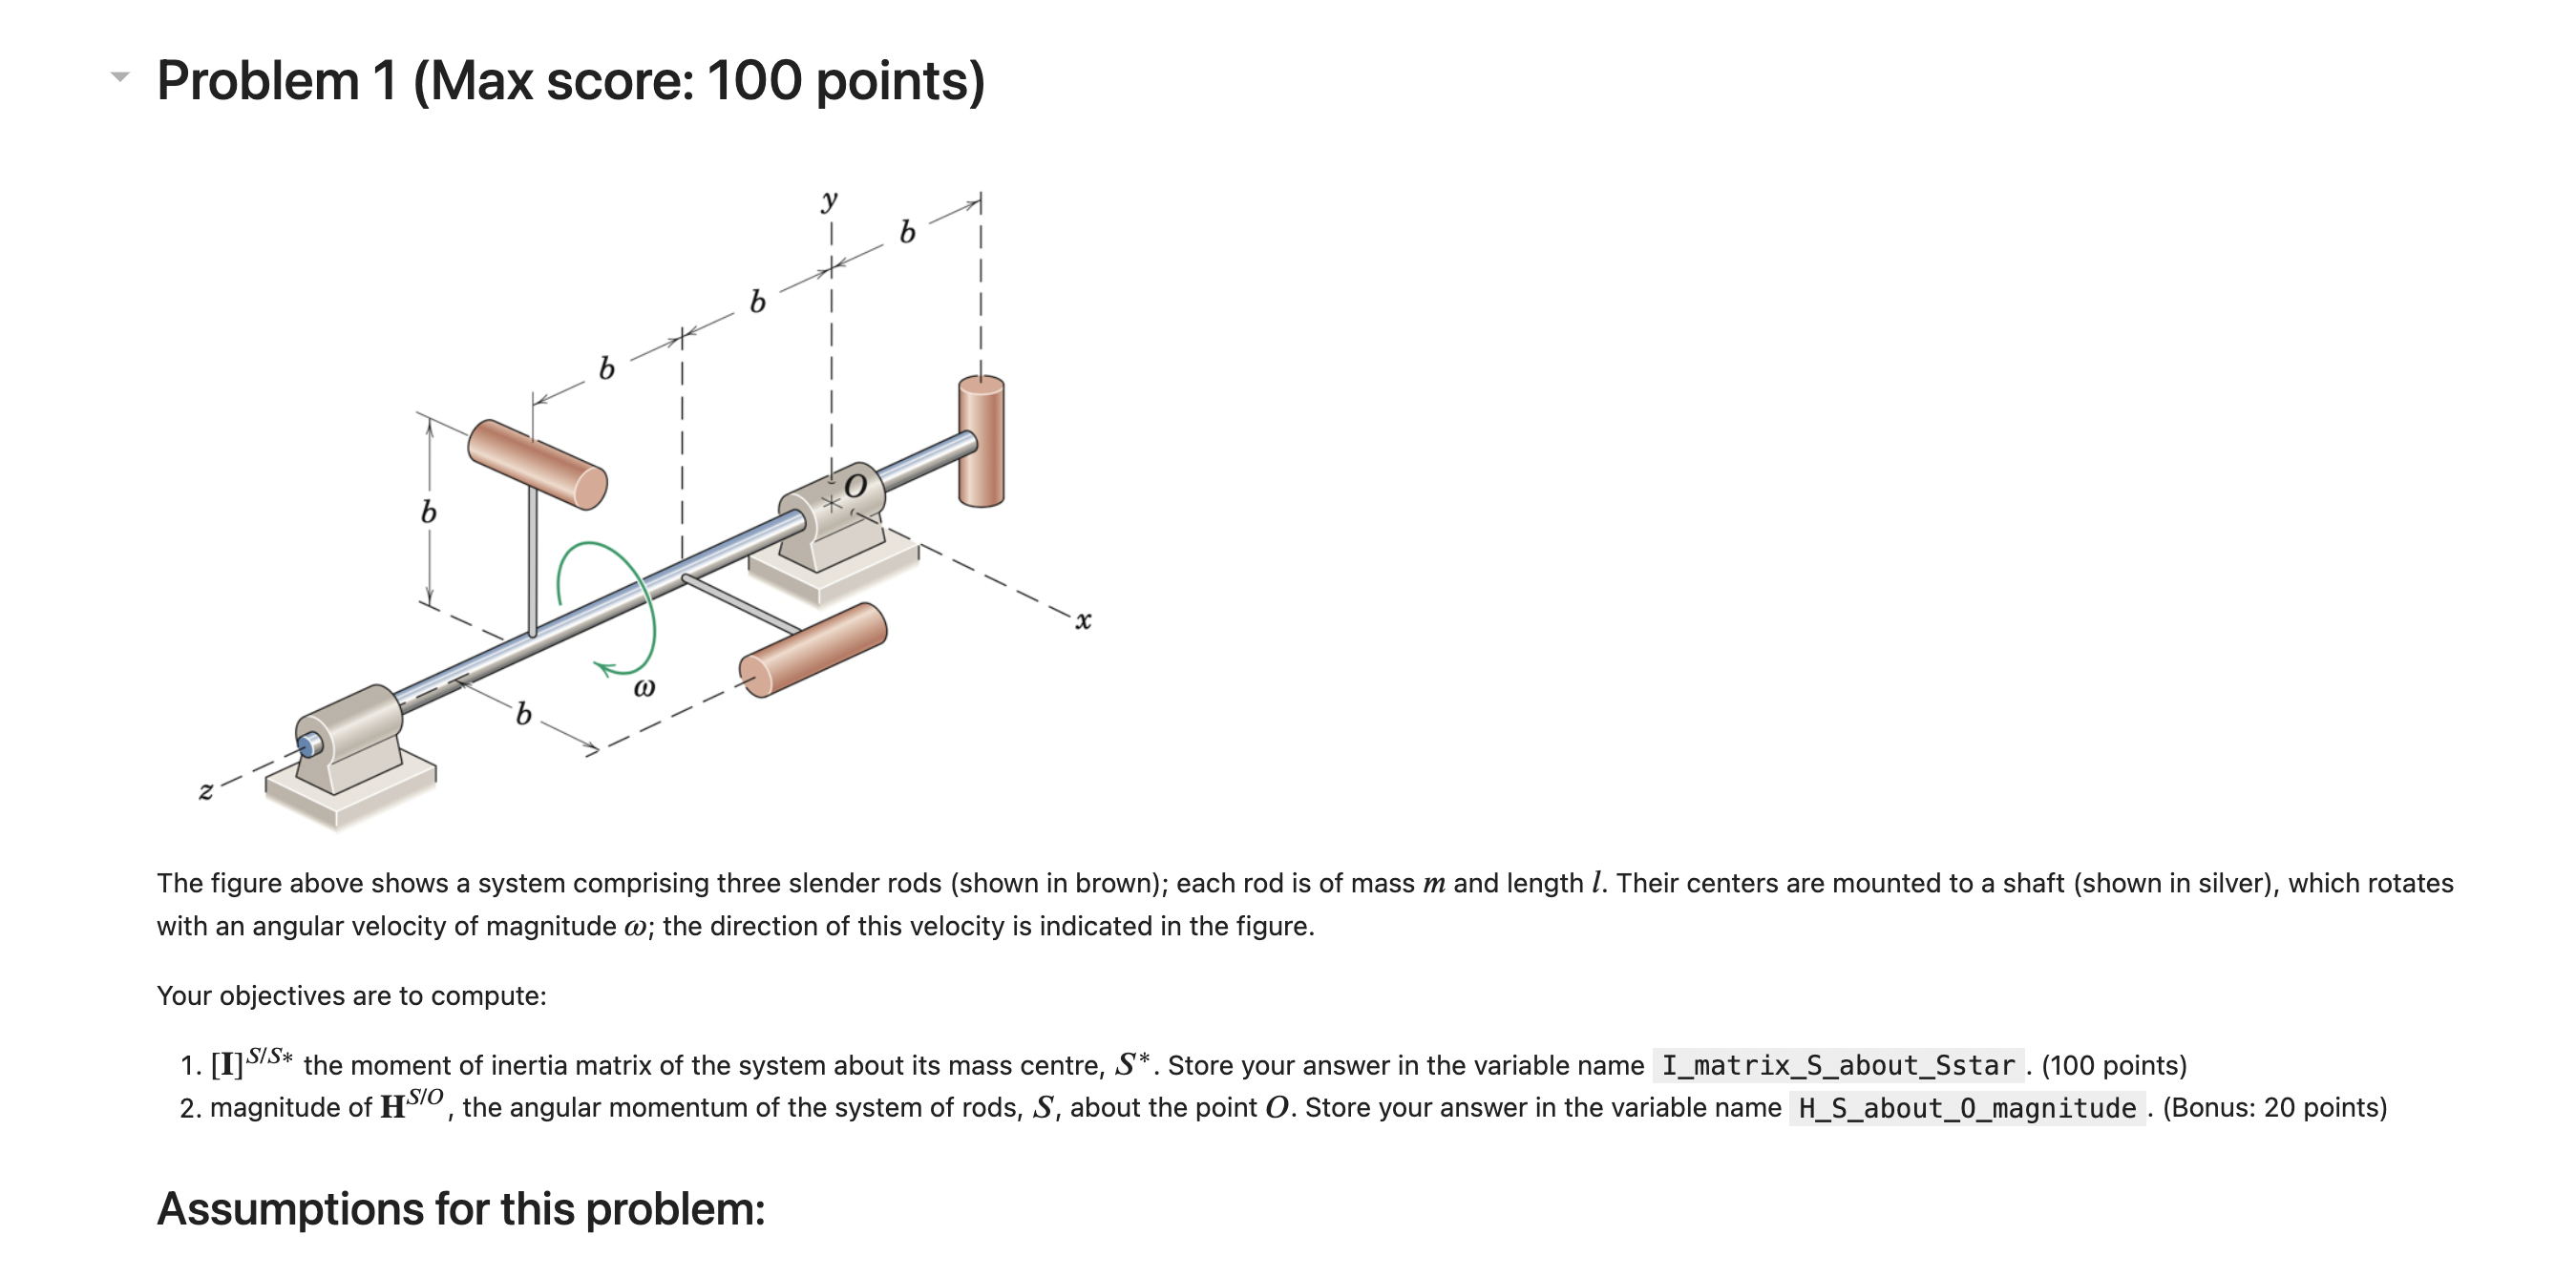 Problem 1 (Max score: 100 points)
y
b
b
b
O
b
x
ω
b
z
The figure above shows a system comprising three slender rods (shown in brown); each rod is of mass m and length l. Their centers are mounted to a shaft (shown in silver), which rotates
with an angular velocity of magnitude ω; the direction of this velocity is indicated in the figure.
Your objectives are to compute:
1. [I]^{S/S*} the moment of inertia matrix of the system about its mass centre, S*. Store your answer in the variable name I_matrix_S_about_Sstar . (100 points)
2. magnitude of H^{S/O}, the angular momentum of the system of rods, S, about the point O. Store your answer in the variable name H_S_about_O_magnitude . (Bonus: 20 points)
Assumptions for this problem: